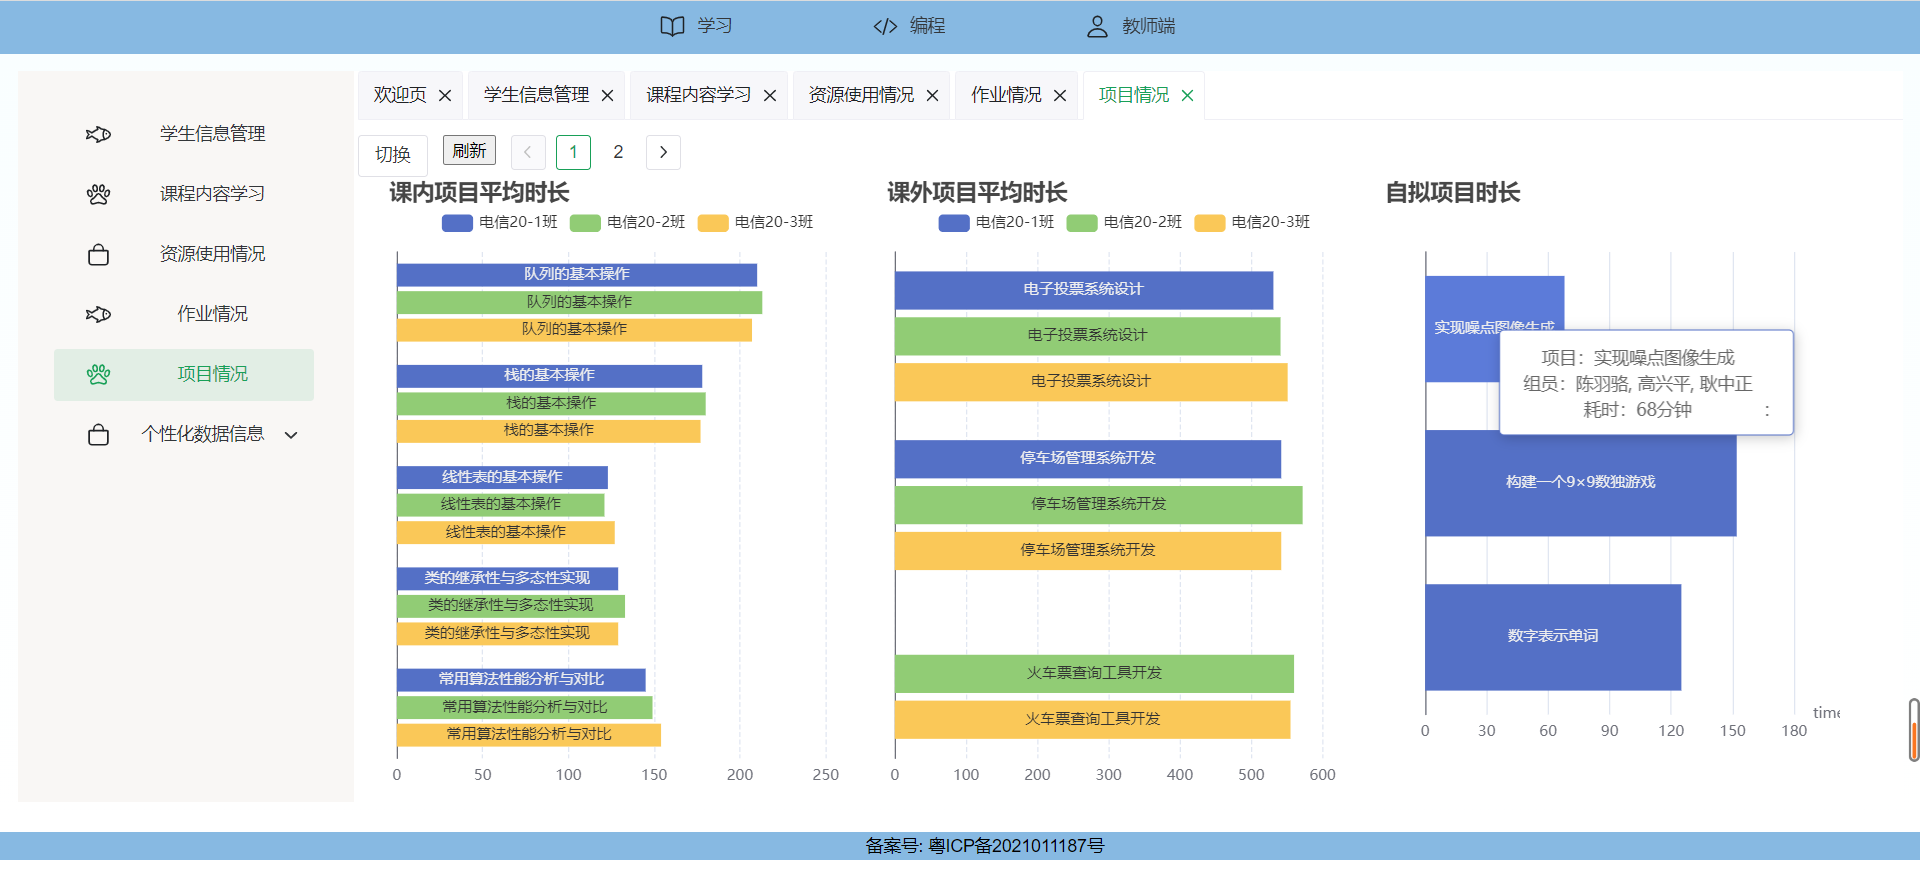 学习
编程
教师端
学生信息管理
课程内容学习
资源使用情况
作业情况
项目情况
个性化数据信息
欢迎页
学生信息管理
课程内容学习
资源使用情况
作业情况
项目情况
切换
刷新
1
2
课内项目平均时长
电信20-1班 电信20-2班 电信20-3班
队列的基本操作
队列的基本操作
队列的基本操作
栈的基本操作
栈的基本操作
栈的基本操作
线性表的基本操作
线性表的基本操作
线性表的基本操作
类的继承性与多态性实现
类的继承性与多态性实现
类的继承性与多态性实现
常用算法性能分析与对比
常用算法性能分析与对比
常用算法性能分析与对比
0 50 100 150 200 250
课外项目平均时长
电信20-1班 电信20-2班 电信20-3班
电子投票系统设计
电子投票系统设计
电子投票系统设计
停车场管理系统开发
停车场管理系统开发
停车场管理系统开发
火车票查询工具开发
火车票查询工具开发
0 100 200 300 400 500 600
自拟项目时长
实现噪点图像生成
项目：实现噪点图像生成
组员：陈羽骆, 高兴平, 耿中正
耗时：68分钟 :
构建一个9×9数独游戏
数字表示单词
time
0 30 60 90 120 150 180
备案号: 粤ICP备2021011187号